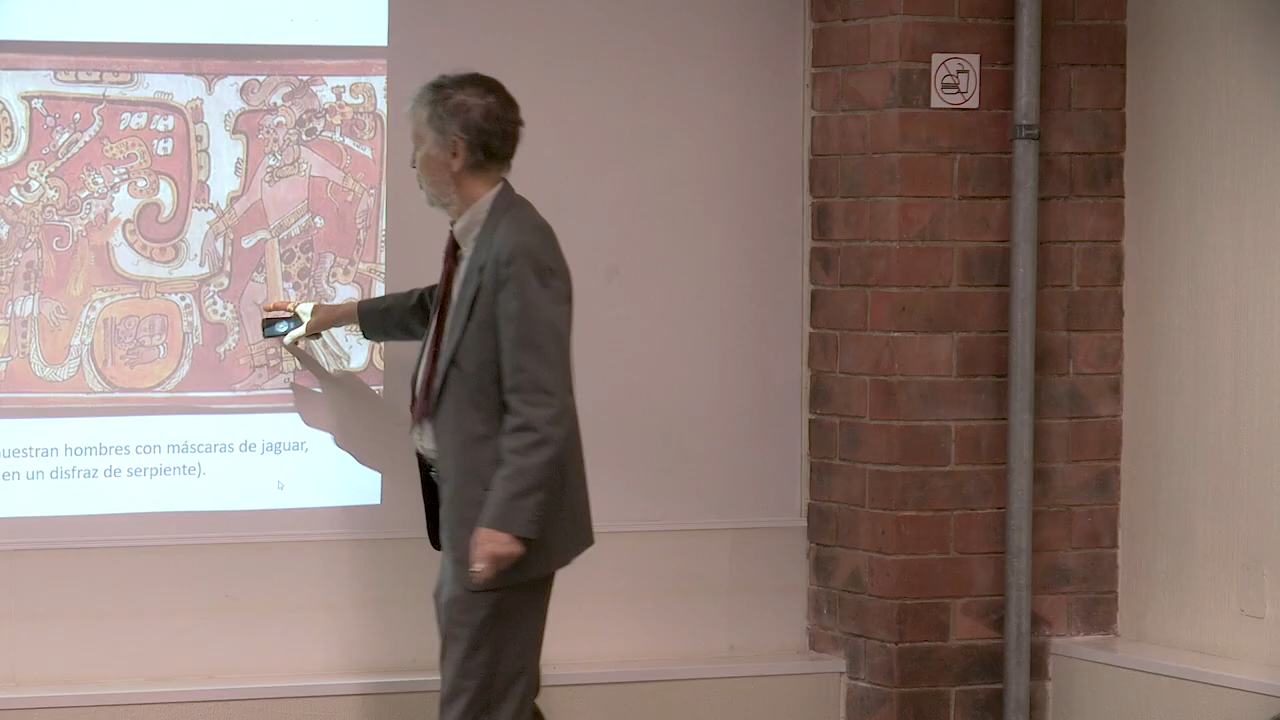 uestran hombres con máscaras de jaguar,
en un disfraz de serpiente).